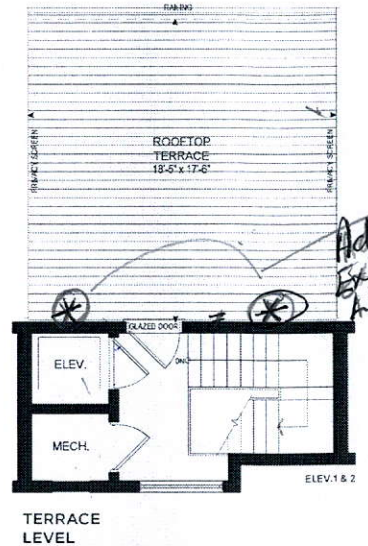 RAILING
ROOFTOP
TERRACE
18'-5" x 17'-6"
PRIVACY SCREEN
PRIVACY SCREEN
GLAZED DOOR
ELEV.
DN
MECH.
ELEV.1 & 2
TERRACE
LEVEL